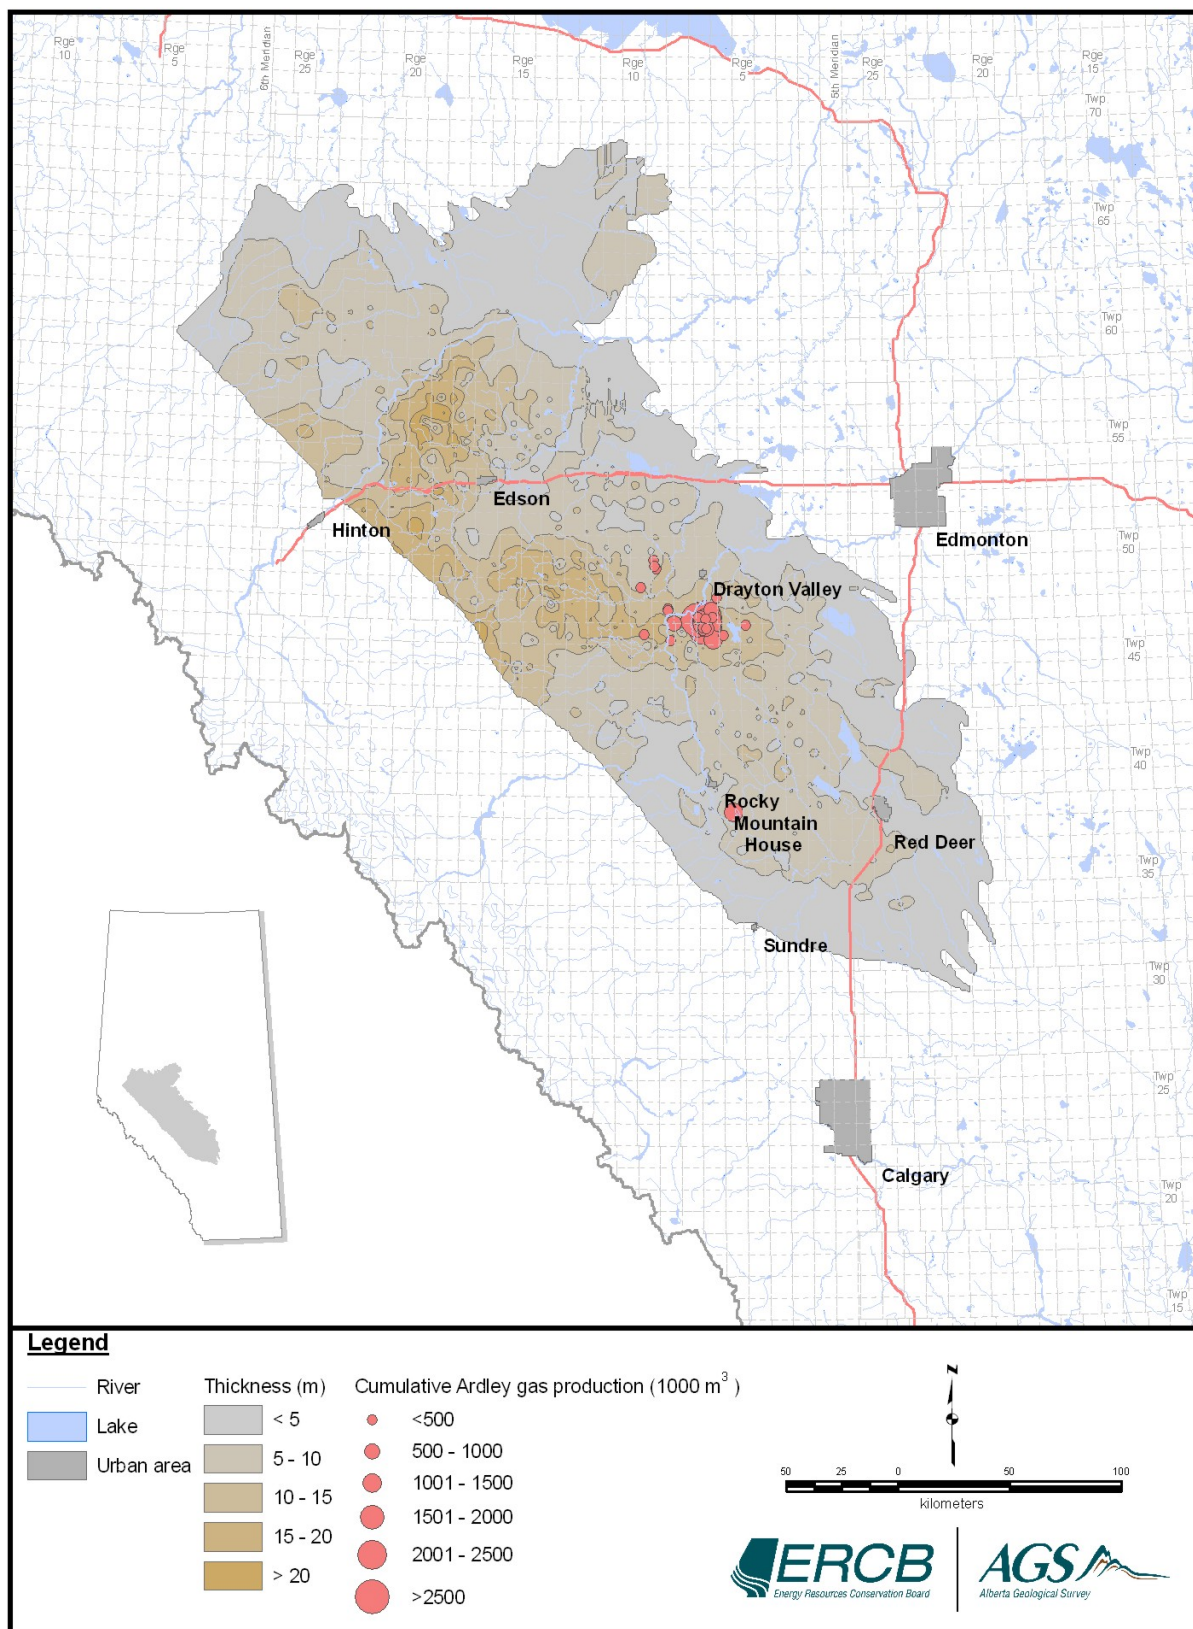 Rge
10
Rge
5
6th Meridian
Rge
25
Rge
20
Rge
15
Rge
10
Rge
5
5th Meridian
Rge
25
Rge
20
Rge
15
Twp
70
Twp
65
Twp
60
Twp
55
Edson
Hinton
Edmonton
Twp
50
Drayton Valley
Twp
45
Twp
40
Rocky
Mountain
House
Red Deer
Twp
35
Sundre
Twp
30
Twp
25
Calgary
Twp
20
Twp
15
Legend
River
Lake
Urban area
Thickness (m)
< 5
5 - 10
10 - 15
15 - 20
> 20
Cumulative Ardley gas production (1000 m³ )
<500
500 - 1000
1001 - 1500
1501 - 2000
2001 - 2500
>2500
N
50 25 0 50 100
kilometers
ERCB
Energy Resources Conservation Board
AGS
Alberta Geological Survey